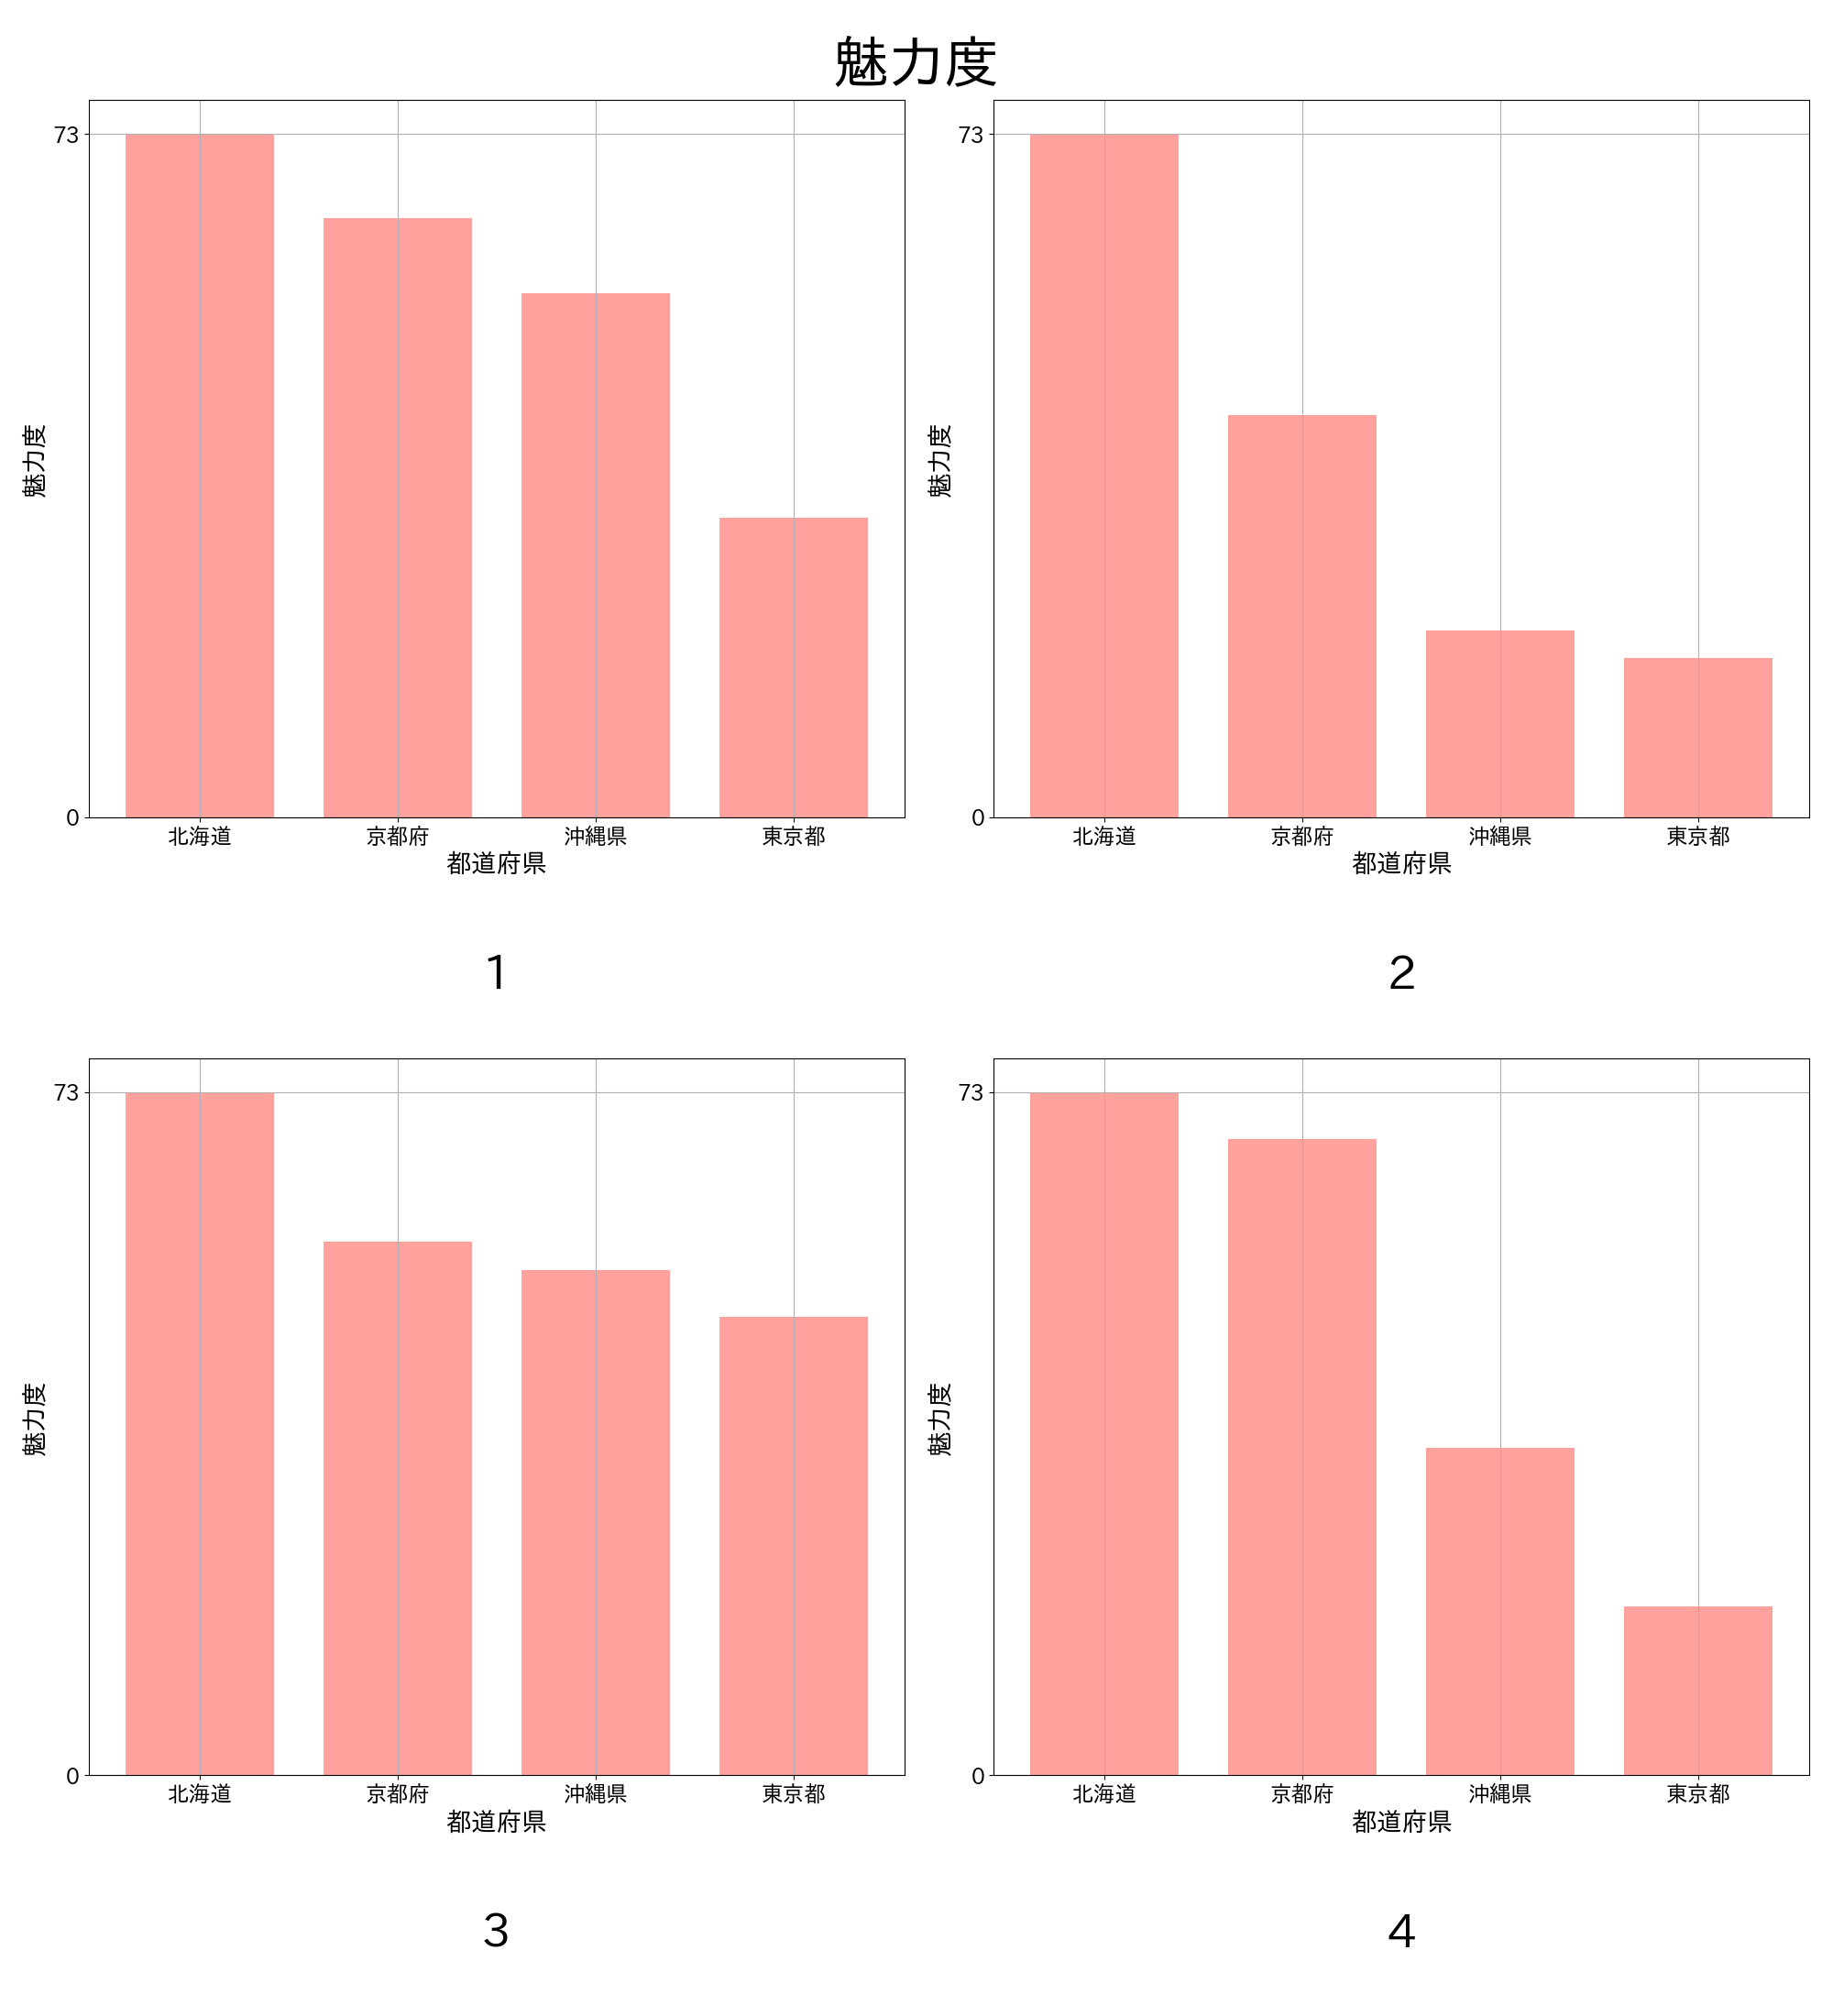 魅力度
73
0
魅力度
北海道 京都府 沖縄県 東京都
都道府県
1
73
0
魅力度
北海道 京都府 沖縄県 東京都
都道府県
2
73
0
魅力度
北海道 京都府 沖縄県 東京都
都道府県
3
73
0
魅力度
北海道 京都府 沖縄県 東京都
都道府県
4